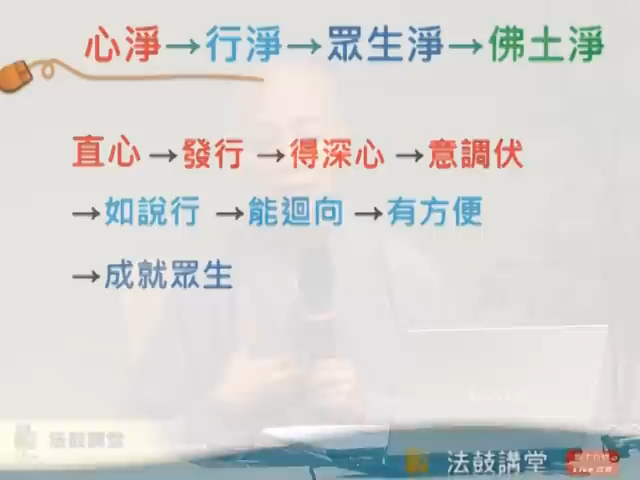 心淨→行淨→眾生淨→佛土淨
直心→發行→得深心→意調伏
→如說行→能迴向→有方便
→成就眾生
法鼓講堂
法鼓講堂